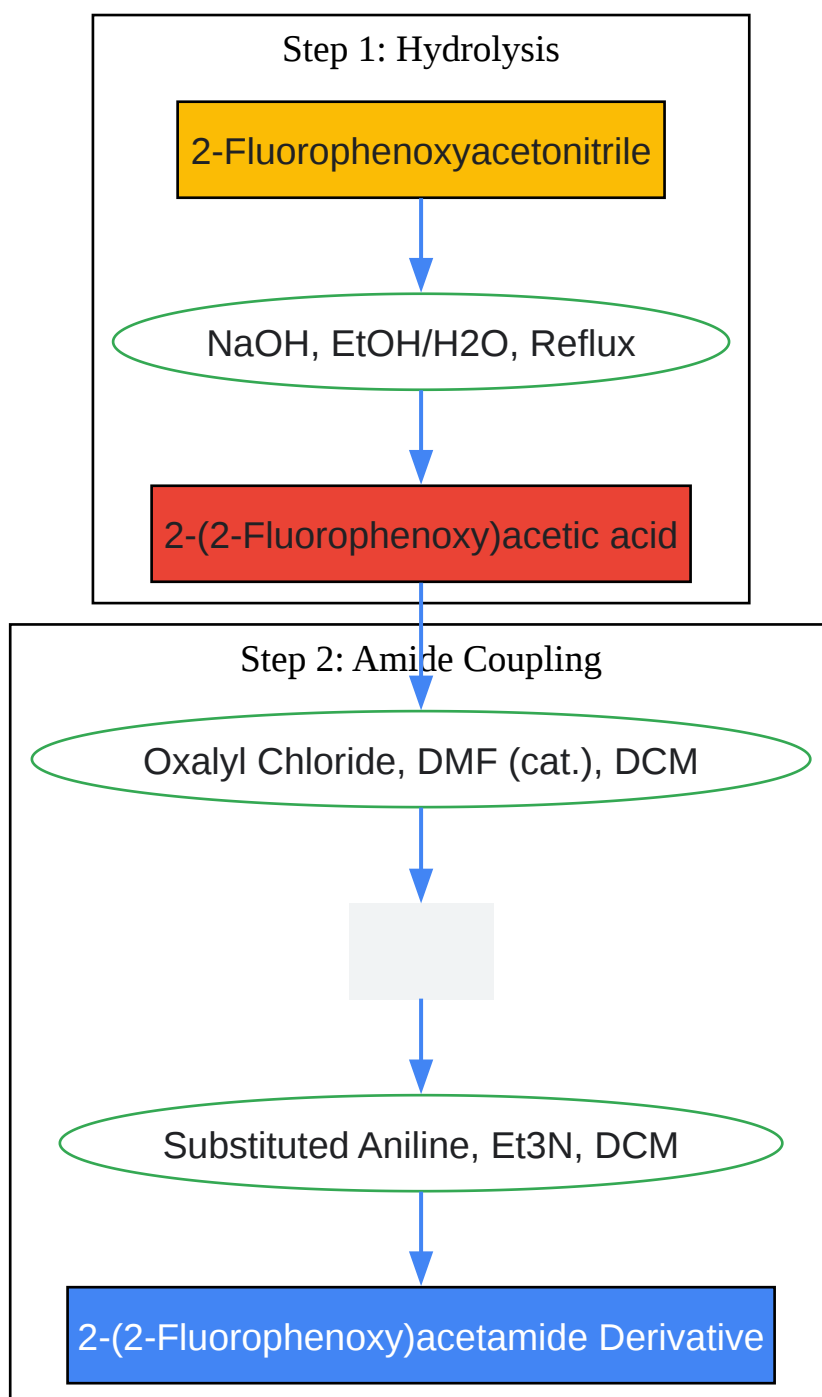 Step 1: Hydrolysis
2-Fluorophenoxyacetonitrile
NaOH, EtOH/H2O, Reflux
2-(2-Fluorophenoxy)acetic acid
Step 2: Amide Coupling
Oxalyl Chloride, DMF (cat.), DCM
Substituted Aniline, Et3N, DCM
2-(2-Fluorophenoxy)acetamide Derivative